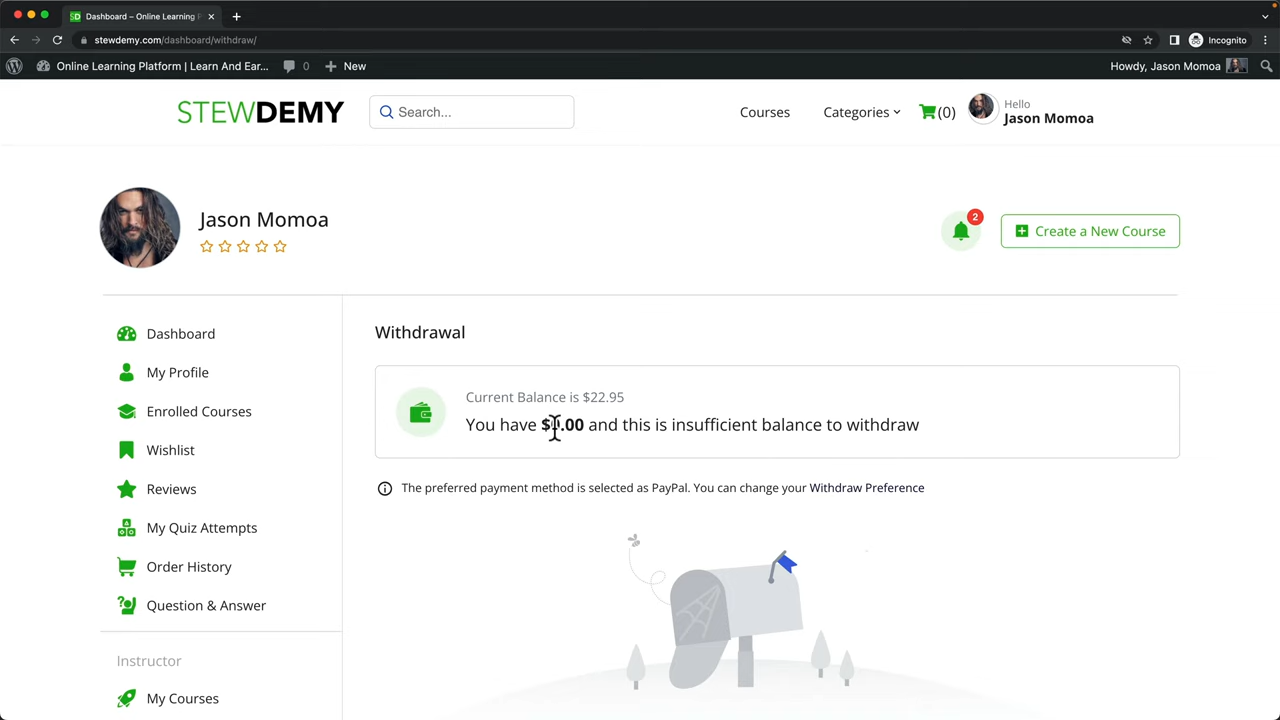 Dashboard – Online Learning P
stewdemy.com/dashboard/withdraw/
Incognito
Online Learning Platform | Learn And Ear...
0
New
Howdy, Jason Momoa
STEWDEMY
Search...
Courses
Categories
(0)
Hello
Jason Momoa
Jason Momoa
2
Create a New Course
Dashboard
My Profile
Enrolled Courses
Wishlist
Reviews
My Quiz Attempts
Order History
Question & Answer
Instructor
My Courses
Withdrawal
Current Balance is $22.95
You have and this is insufficient balance to withdraw
The preferred payment method is selected as PayPal. You can change your Withdraw Preference